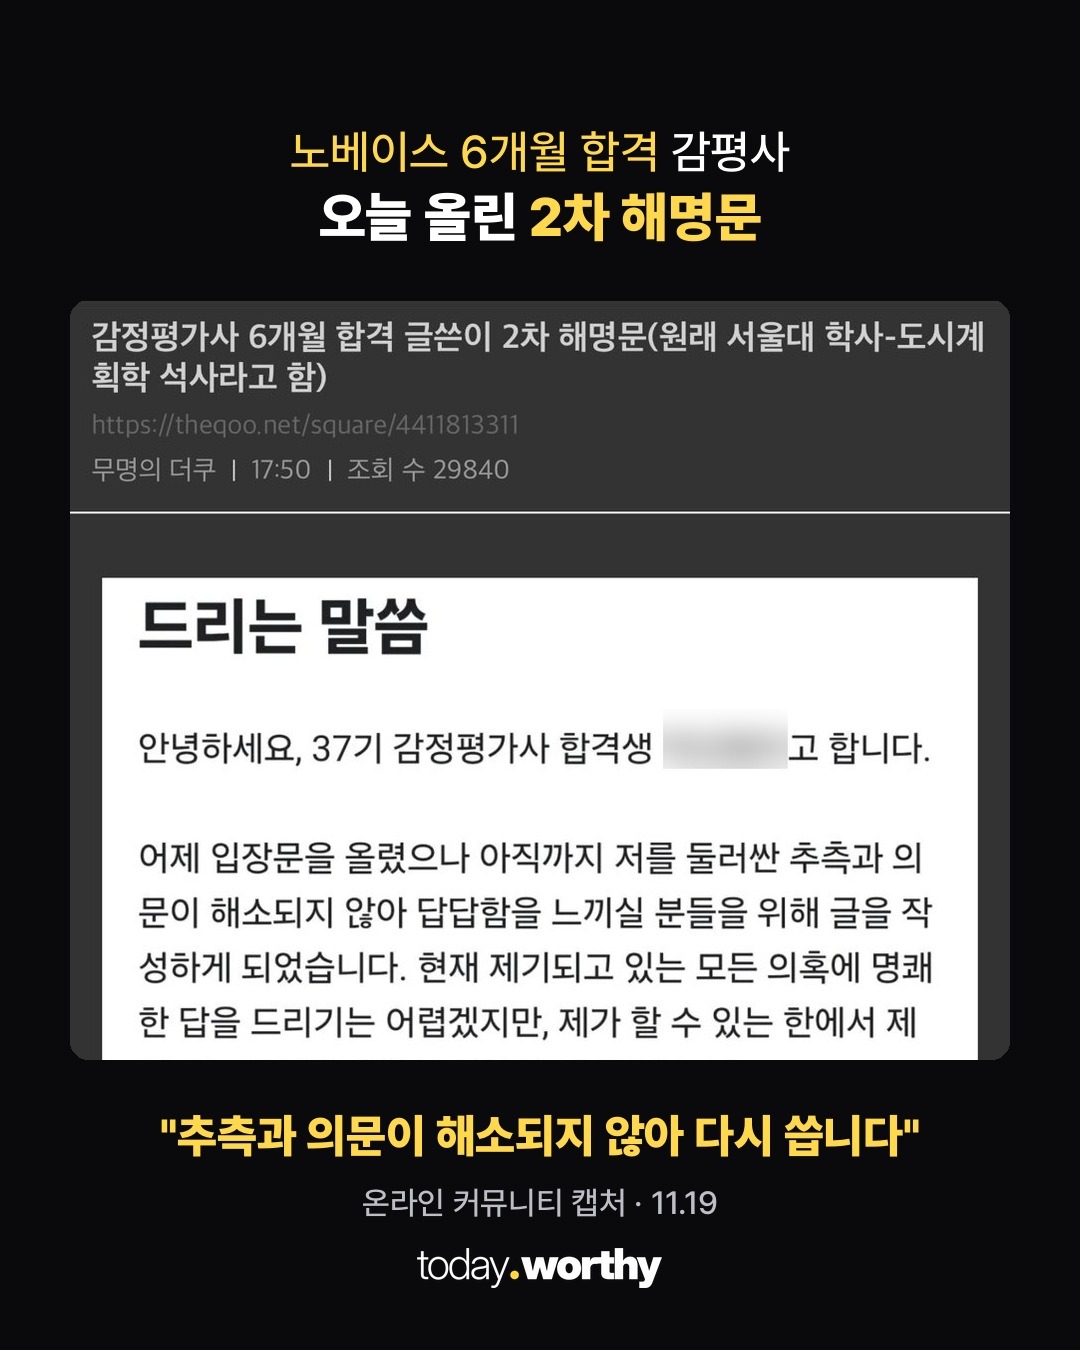 노베이스 6개월 합격 감평사
오늘 올린 2차 해명문
감정평가사 6개월 합격 글쓴이 2차 해명문(원래 서울대 학사-도시계
획학 석사라고 함)
https://theqoo.net/square/4411813311
무명의 더쿠 | 17:50 | 조회 수 29840
드리는 말씀
안녕하세요, 37기 감정평가사 합격생 고 합니다.
어제 입장문을 올렸으나 아직까지 저를 둘러싼 추측과 의
문이 해소되지 않아 답답함을 느끼실 분들을 위해 글을 작
성하게 되었습니다. 현재 제기되고 있는 모든 의혹에 명쾌
한 답을 드리기는 어렵겠지만, 제가 할 수 있는 한에서 제
"추측과 의문이 해소되지 않아 다시 씁니다"
온라인 커뮤니티 캡처 · 11.19
today.worthy